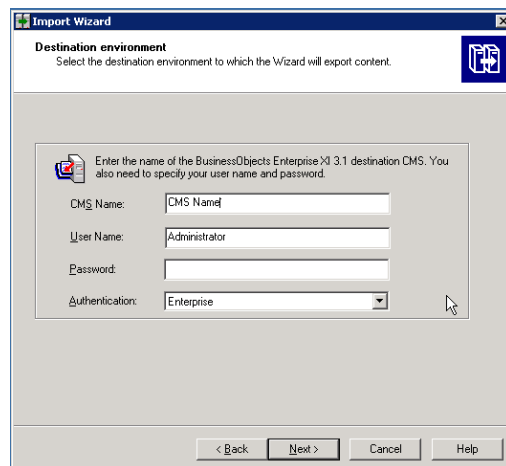 Import Wizard
Destination environment
Select the destination environment to which the Wizard will export content.
Enter the name of the BusinessObjects Enterprise XI 3.1 destination CMS. You
also need to specify your user name and password.
CMS Name: CMS Name
User Name: Administrator
Password:
Authentication: Enterprise
< Back Next > Cancel Help